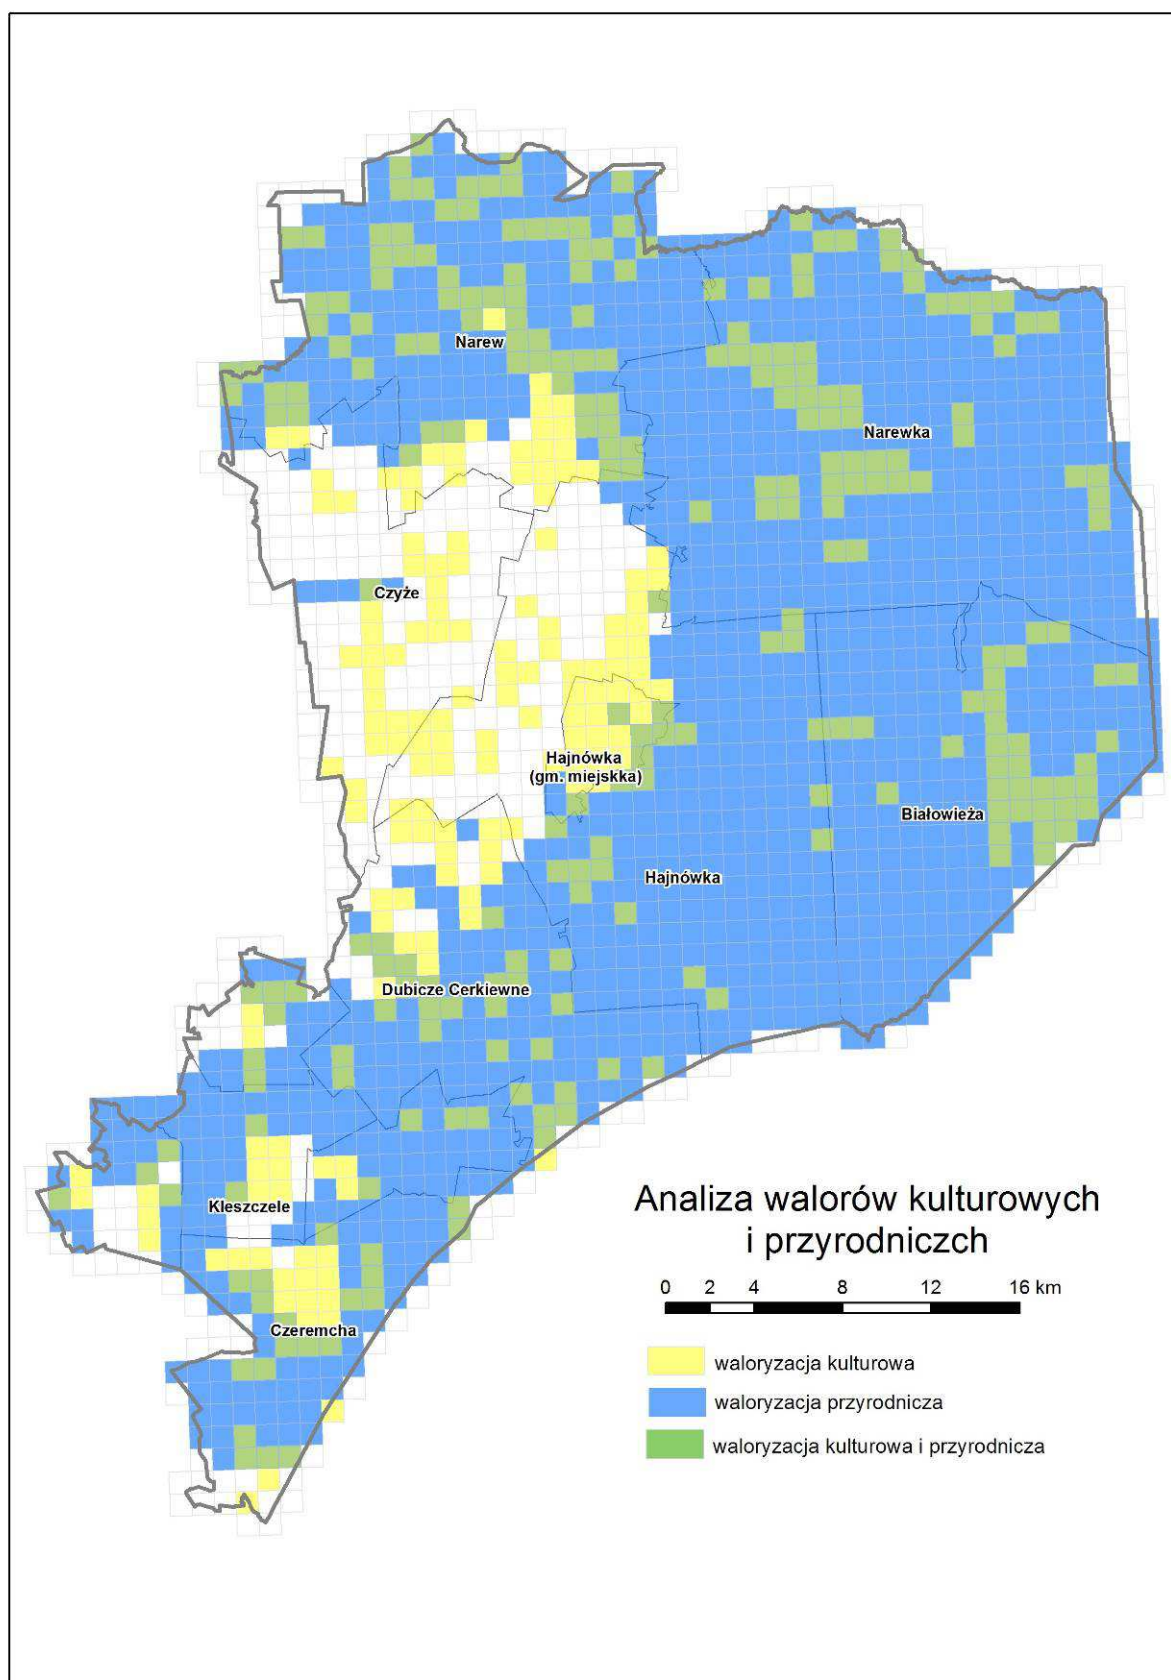 Narew
Narewka
Czyże
Hajnówka
(gm. miejskka)
Białowieża
Hajnówka
Dubicze Cerkiewne
Kleszczele
Czeremcha
Analiza walorów kulturowych
i przyrodniczch
0 2 4 8 12 16 km
waloryzacja kulturowa
waloryzacja przyrodnicza
waloryzacja kulturowa i przyrodnicza